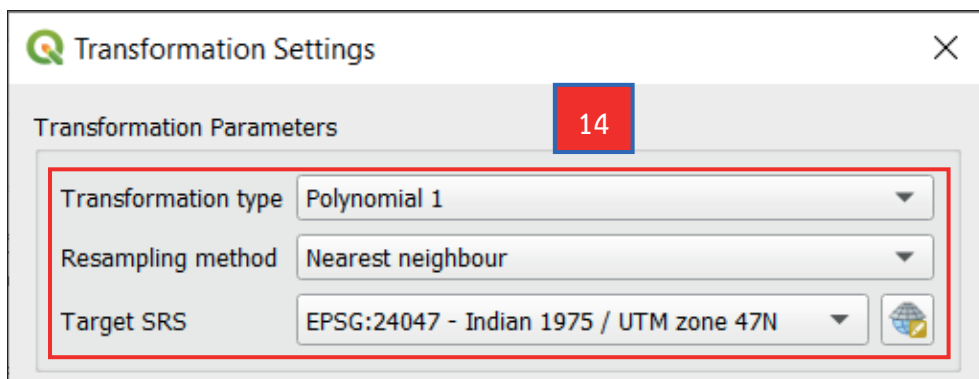 Transformation Settings
Transformation Parameters
14
Transformation type Polynomial 1
Resampling method Nearest neighbour
Target SRS EPSG:24047 - Indian 1975 / UTM zone 47N